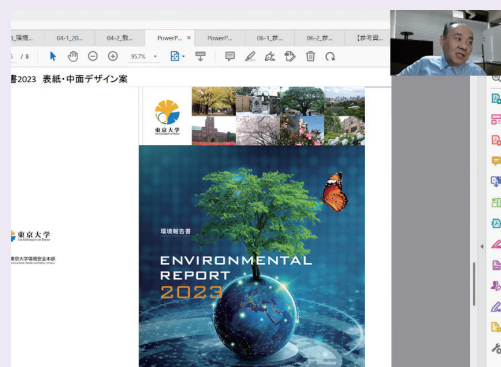 _環境...
04-1_20...
04-2_教...
PowerP...
PowerP...
06-1_参...
06-2_参...
【参考資...
/ 8
95.7%
書2023 表紙・中面デザイン案
東京大学
環境報告書
ENVIRONMENTAL
REPORT
2023
東京大学
東京大学環境安全本部